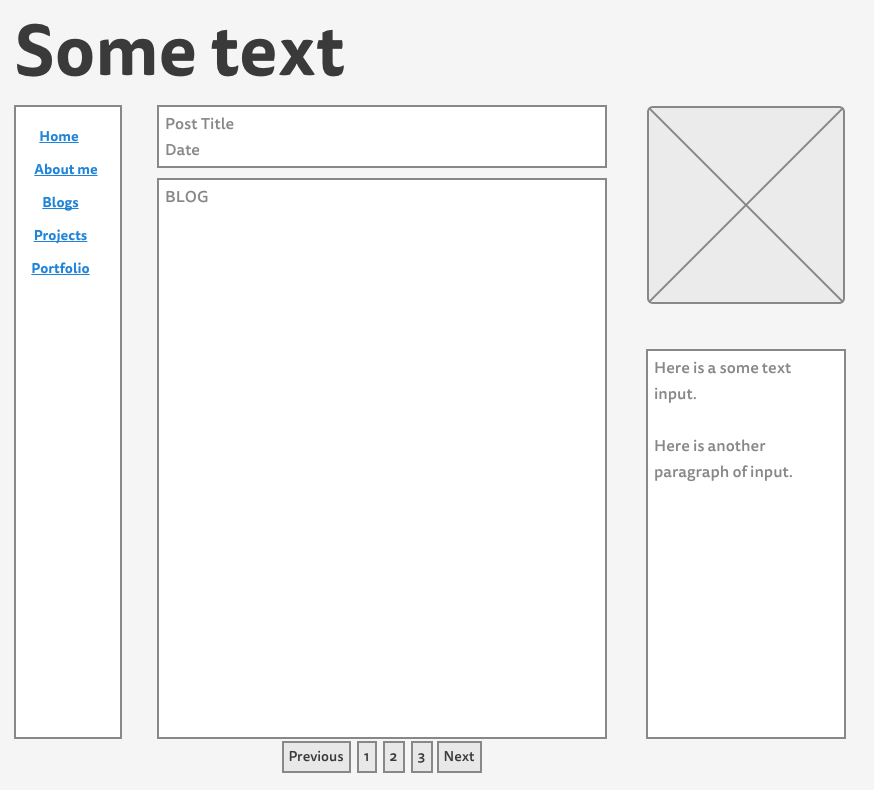 Some text
Home
About me
Blogs
Projects
Portfolio
Post Title
Date
BLOG
Here is a some text
input.
Here is another
paragraph of input.
Previous 1 2 3 Next